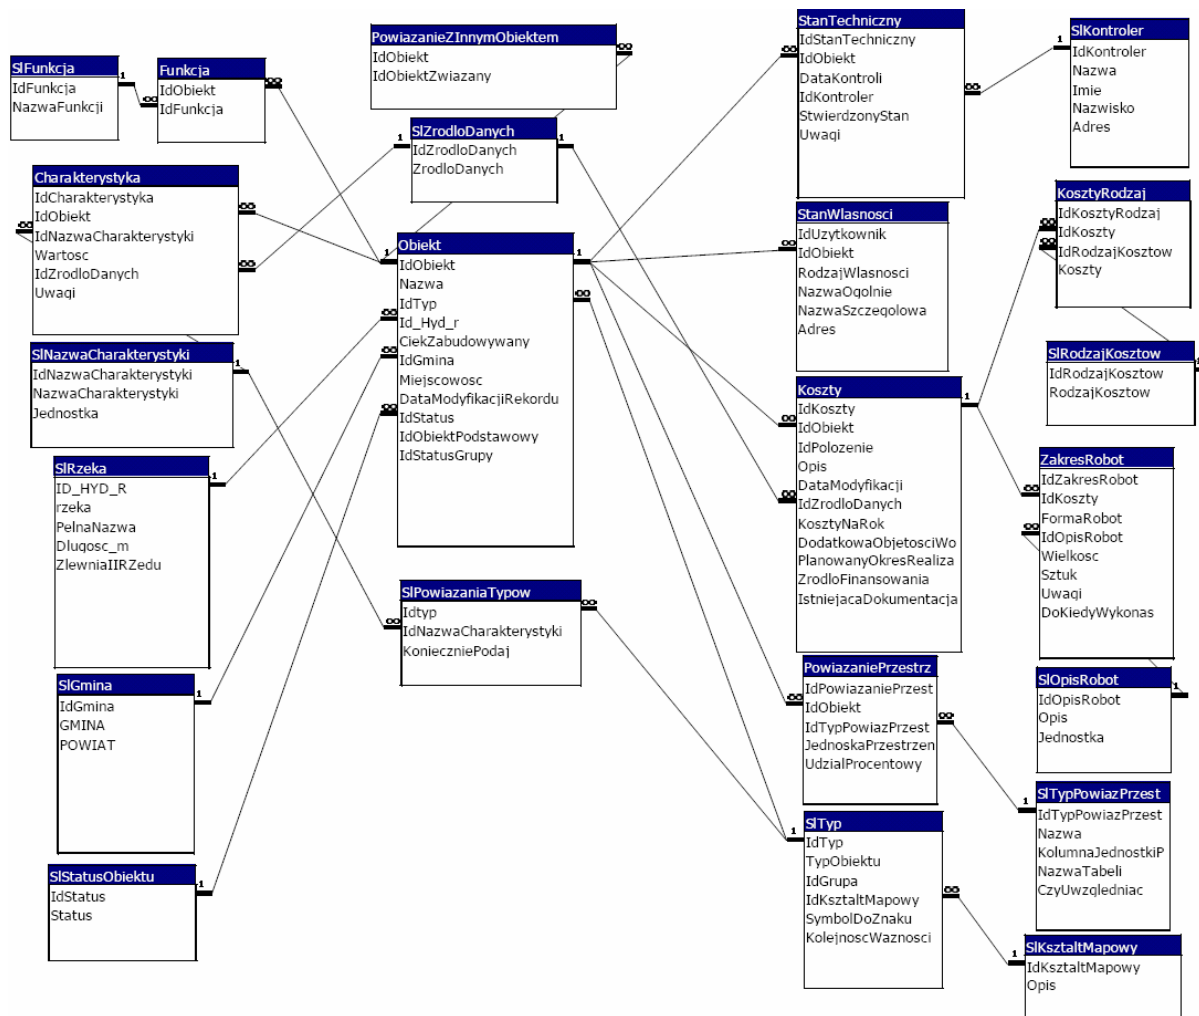 SlFunkcja
IdFunkcja
NazwaFunkcji
Funkcja
IdObiekt
IdFunkcja
PowiazanieZInnymObiektem
IdObiekt
IdObiektZwiazany
SlZrodloDanych
IdZrodloDanych
ZrodloDanych
StanTechniczny
IdStanTechniczny
IdObiekt
DataKontroli
IdKontroler
StwierdzonyStan
Uwagi
SlKontroler
IdKontroler
Nazwa
Imie
Nazwisko
Adres
Charakterystyka
IdCharakterystyka
IdObiekt
IdNazwaCharakterystyki
Wartosc
IdZrodloDanych
Uwagi
Obiekt
IdObiekt
Nazwa
IdTyp
Id_Hyd_r
CiekZabudowywany
IdGmina
Miejscowosc
DataModyfikacjiRekordu
IdStatus
IdObiektPodstawowy
IdStatusGrupy
StanWlasnosci
IdUzytkownik
IdObiekt
RodzajWlasnosci
NazwaOgolnie
NazwaSzczegolowa
Adres
KosztyRodzaj
IdKosztyRodzaj
IdKoszty
IdRodzajKosztow
Koszty
SlNazwaCharakterystyki
IdNazwaCharakterystyki
NazwaCharakterystyki
Jednostka
SlRodzajKosztow
IdRodzajKosztow
RodzajKosztow
Koszty
IdKoszty
IdObiekt
IdPolozenie
Opis
DataModyfikacji
IdZrodloDanych
KosztyNaRok
DodatkowaObjetosciWo
PlanowanyOkresRealiza
ZrodloFinansowania
IstniejacaDokumentacja
SlRzeka
ID_HYD_R
rzeka
PelnaNazwa
Dlugosc_m
ZlewniaIIRZedu
ZakresRobot
IdZakresRobot
IdKoszty
FormaRobot
IdOpisRobot
Wielkosc
Sztuk
Uwagi
DoKiedyWykonas
SlPowiazaniaTypow
Idtyp
IdNazwaCharakterystyki
KonieczniePodaj
SlGmina
IdGmina
GMINA
POWIAT
PowiazaniePrzestrz
IdPowiazaniePrzest
IdObiekt
IdTypPowiazPrzest
JednoskaPrzestrzen
UdzialProcentowy
SlOpisRobot
IdOpisRobot
Opis
Jednostka
SlTypPowiazPrzest
IdTypPowiazPrzest
Nazwa
KolumnaJednostkiP
NazwaTabeli
CzyUwzgledniac
SlTyp
IdTyp
TypObiektu
IdGrupa
IdKsztaltMapowy
SymbolDoZnaku
KolejnoscWaznosci
SlStatusObiektu
IdStatus
Status
SlKsztaltMapowy
IdKsztaltMapowy
Opis